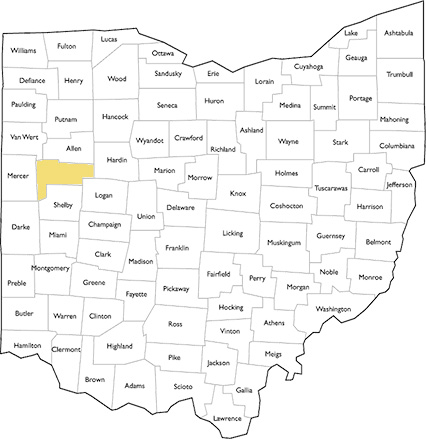 Williams
Fulton
Lucas
Ottawa
Lake
Ashtabula
Geauga
Cuyahoga
Defiance
Henry
Wood
Sandusky
Erie
Lorain
Trumbull
Paulding
Seneca
Huron
Medina
Summit
Portage
Mahoning
Putnam
Hancock
Van Wert
Allen
Wyandot
Crawford
Richland
Ashland
Wayne
Stark
Columbiana
Mercer
Hardin
Marion
Morrow
Holmes
Tuscarawas
Carroll
Jefferson
Logan
Knox
Shelby
Union
Delaware
Coshocton
Harrison
Darke
Miami
Champaign
Licking
Muskingum
Guernsey
Belmont
Clark
Madison
Franklin
Montgomery
Fairfield
Perry
Noble
Monroe
Preble
Greene
Fayette
Pickaway
Morgan
Hocking
Washington
Butler
Warren
Clinton
Ross
Vinton
Athens
Hamilton
Clermont
Highland
Pike
Jackson
Meigs
Brown
Adams
Scioto
Gallia
Lawrence